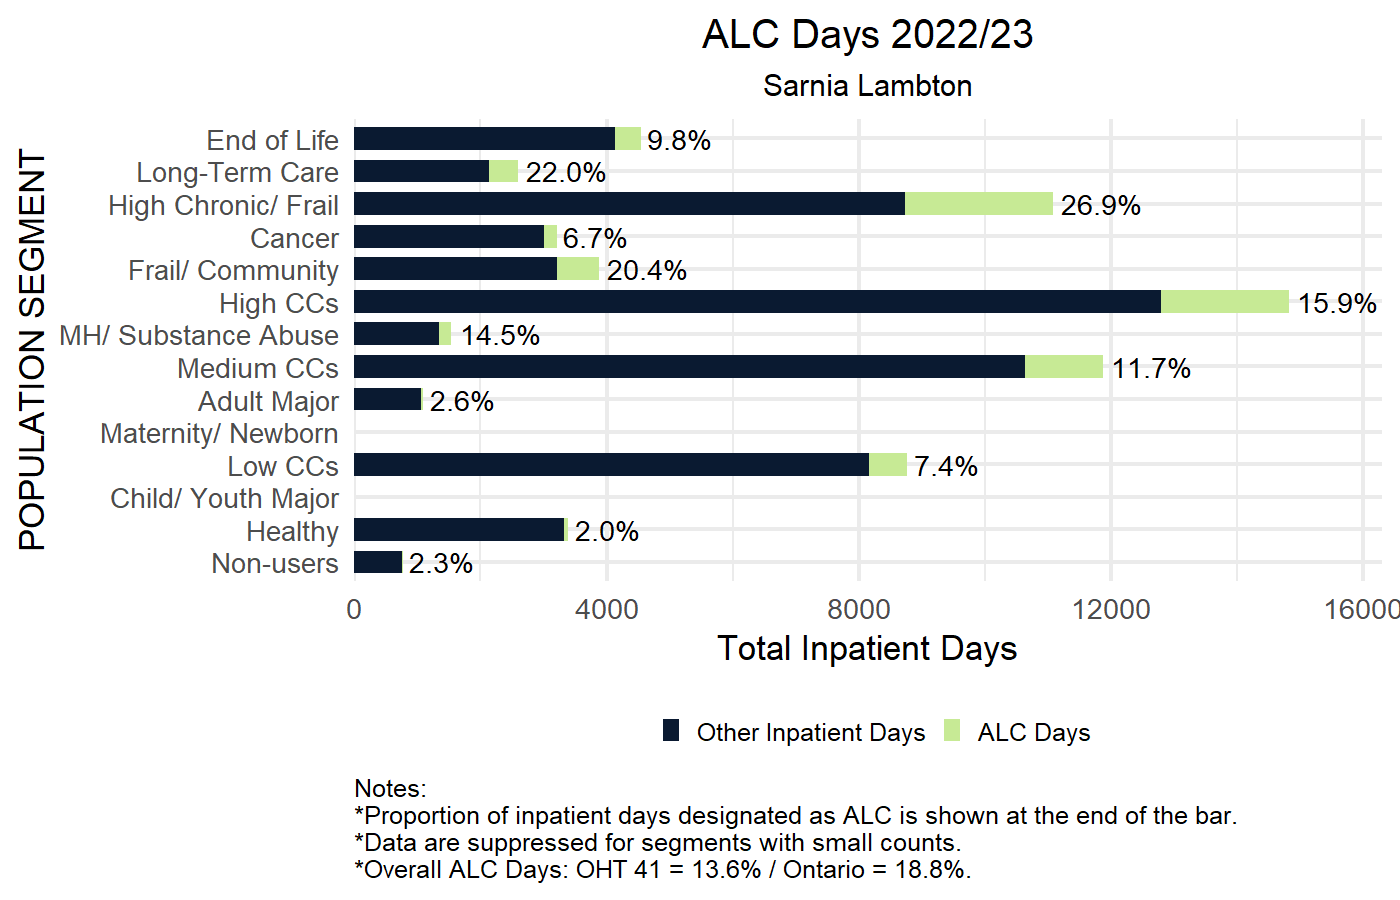 ALC Days 2022/23
Sarnia Lambton
POPULATION SEGMENT
End of Life 9.8%
Long-Term Care 22.0%
High Chronic/ Frail 26.9%
Cancer 6.7%
Frail/ Community 20.4%
High CCs 15.9%
MH/ Substance Abuse 14.5%
Medium CCs 11.7%
Adult Major 2.6%
Maternity/ Newborn
Low CCs 7.4%
Child/ Youth Major
Healthy 2.0%
Non-users 2.3%
0 4000 8000 12000 16000
Total Inpatient Days
Other Inpatient Days ALC Days
Notes:
*Proportion of inpatient days designated as ALC is shown at the end of the bar.
*Data are suppressed for segments with small counts.
*Overall ALC Days: OHT 41 = 13.6% / Ontario = 18.8%.